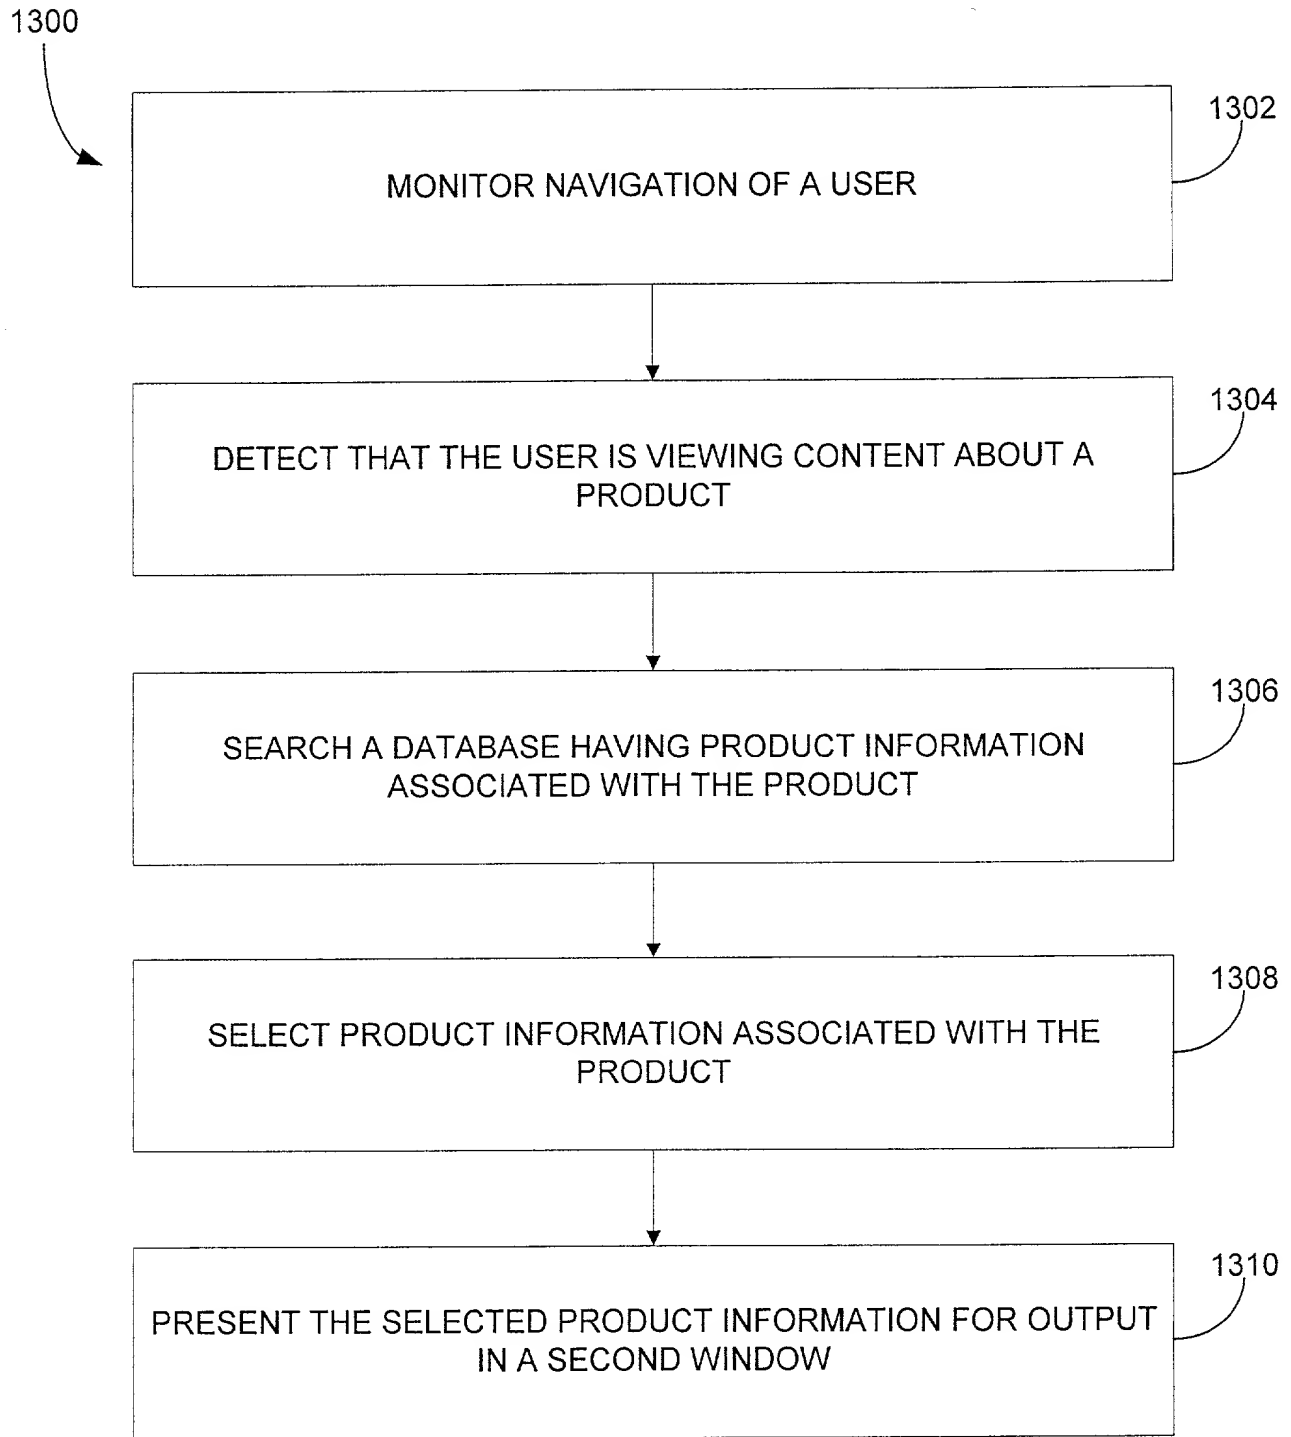 1300
1302
MONITOR NAVIGATION OF A USER
1304
DETECT THAT THE USER IS VIEWING CONTENT ABOUT A
PRODUCT
1306
SEARCH A DATABASE HAVING PRODUCT INFORMATION
ASSOCIATED WITH THE PRODUCT
1308
SELECT PRODUCT INFORMATION ASSOCIATED WITH THE
PRODUCT
1310
PRESENT THE SELECTED PRODUCT INFORMATION FOR OUTPUT
IN A SECOND WINDOW